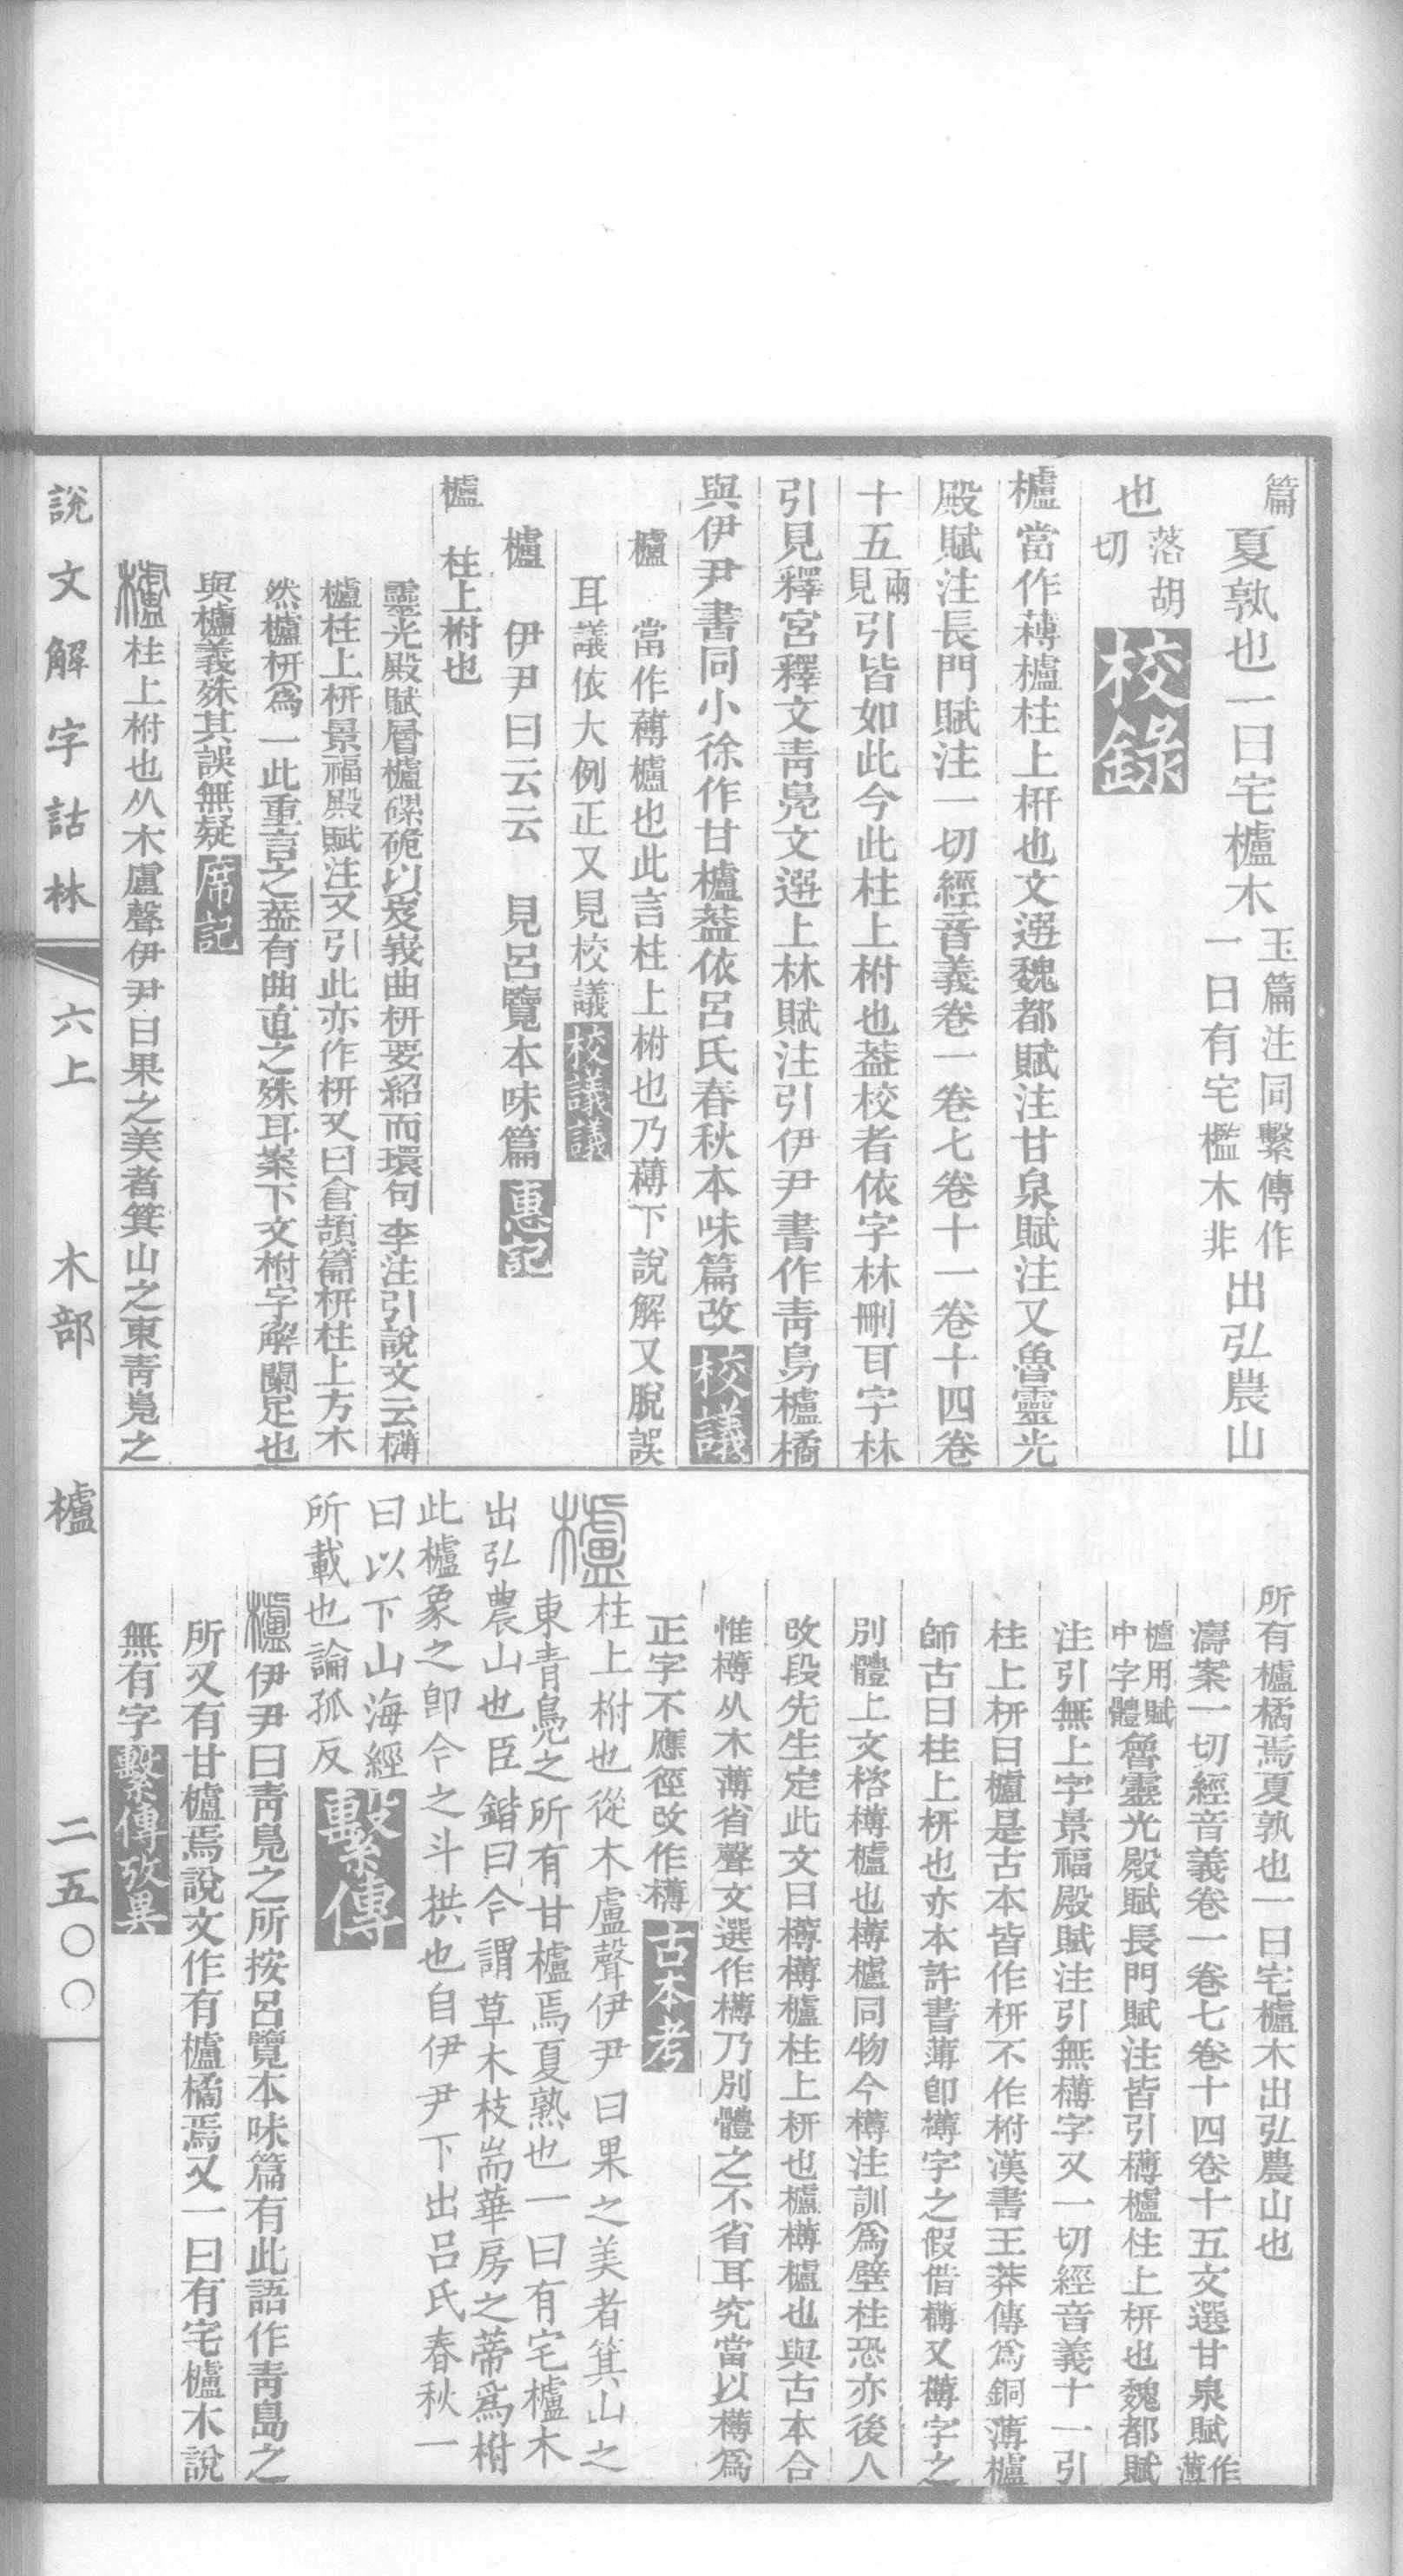 篇
夏孰也一曰宅櫨木
玉篇注同繫傳作
一曰有宅櫨木非
出弘農山
也
落胡
切
校錄
櫨當作欂櫨柱上枅也文選魏都賦注甘泉賦注又魯靈光
殿賦注長門賦注一切經音義卷一卷七卷十一卷十四卷
十五兩見引皆如此今此柱上柎也葢校者依字林刪耳字林
引見釋宮釋文靑鳧文選上林賦注引伊尹書作靑鳥櫨橘
與伊尹書同小徐作甘櫨葢依呂氏春秋本味篇改校議
櫨 當作欂櫨也此言柱上柎也乃欂下說解又脫誤
耳議依大例正又見校議校議議
櫨 伊尹曰云云 見呂覽本味篇惠記
櫨 柱上柎也
靈光殿賦層櫨磥硊以岌峩曲枅要紹而環句李注引說文云欂
櫨柱上枅景福殿賦注又引此亦作枅又曰倉頡篇枅柱上方木
然櫨枅爲一此重言之葢有曲直之殊耳案下文柎字解闌足也
與櫨義殊其誤無疑席記
櫨柱上柎也从木盧聲伊尹曰果之美者箕山之東靑鳧之
所有櫨橘焉夏孰也一曰宅櫨木出弘農山也
濤案一切經音義卷一卷七卷十四卷十五文選甘泉賦作薄
櫨用賦
中字體
魯靈光殿賦長門賦注皆引欂櫨柱上枅也魏都賦
注引無上字景福殿賦注引無欂字又一切經音義十一引
柱上枅曰櫨是古本皆作枅不作柎漢書王莽傳爲銅薄櫨
師古曰柱上枅也亦本許書薄卽欂字之假借欂又欂字之
別體上文格欂櫨也欂櫨同物今欂注訓爲壁柱恐亦後人
改段先生定此文曰欂欂櫨柱上枅也櫨欂櫨也與古本合
惟欂从木薄省聲文選作欂乃別體之不省耳究當以欂爲
正字不應徑改作欂古本考
櫨柱上柎也從木盧聲伊尹曰果之美者箕山之
東青鳧之所有甘櫨焉夏熟也一曰有宅櫨木
出弘農山也臣鍇曰今謂草木枝耑華房之蒂爲柎
此櫨象之卽今之斗拱也自伊尹下出呂氏春秋一
曰以下山海經
所載也論孤反
繫傳
櫨伊尹曰靑鳧之所按呂覽本味篇有此語作靑島之
所又有甘櫨焉說文作有櫨橘焉又一曰有宅櫨木說
無有字繫傳攷異
說文解字詁林 六上 木部 櫨 二五〇〇